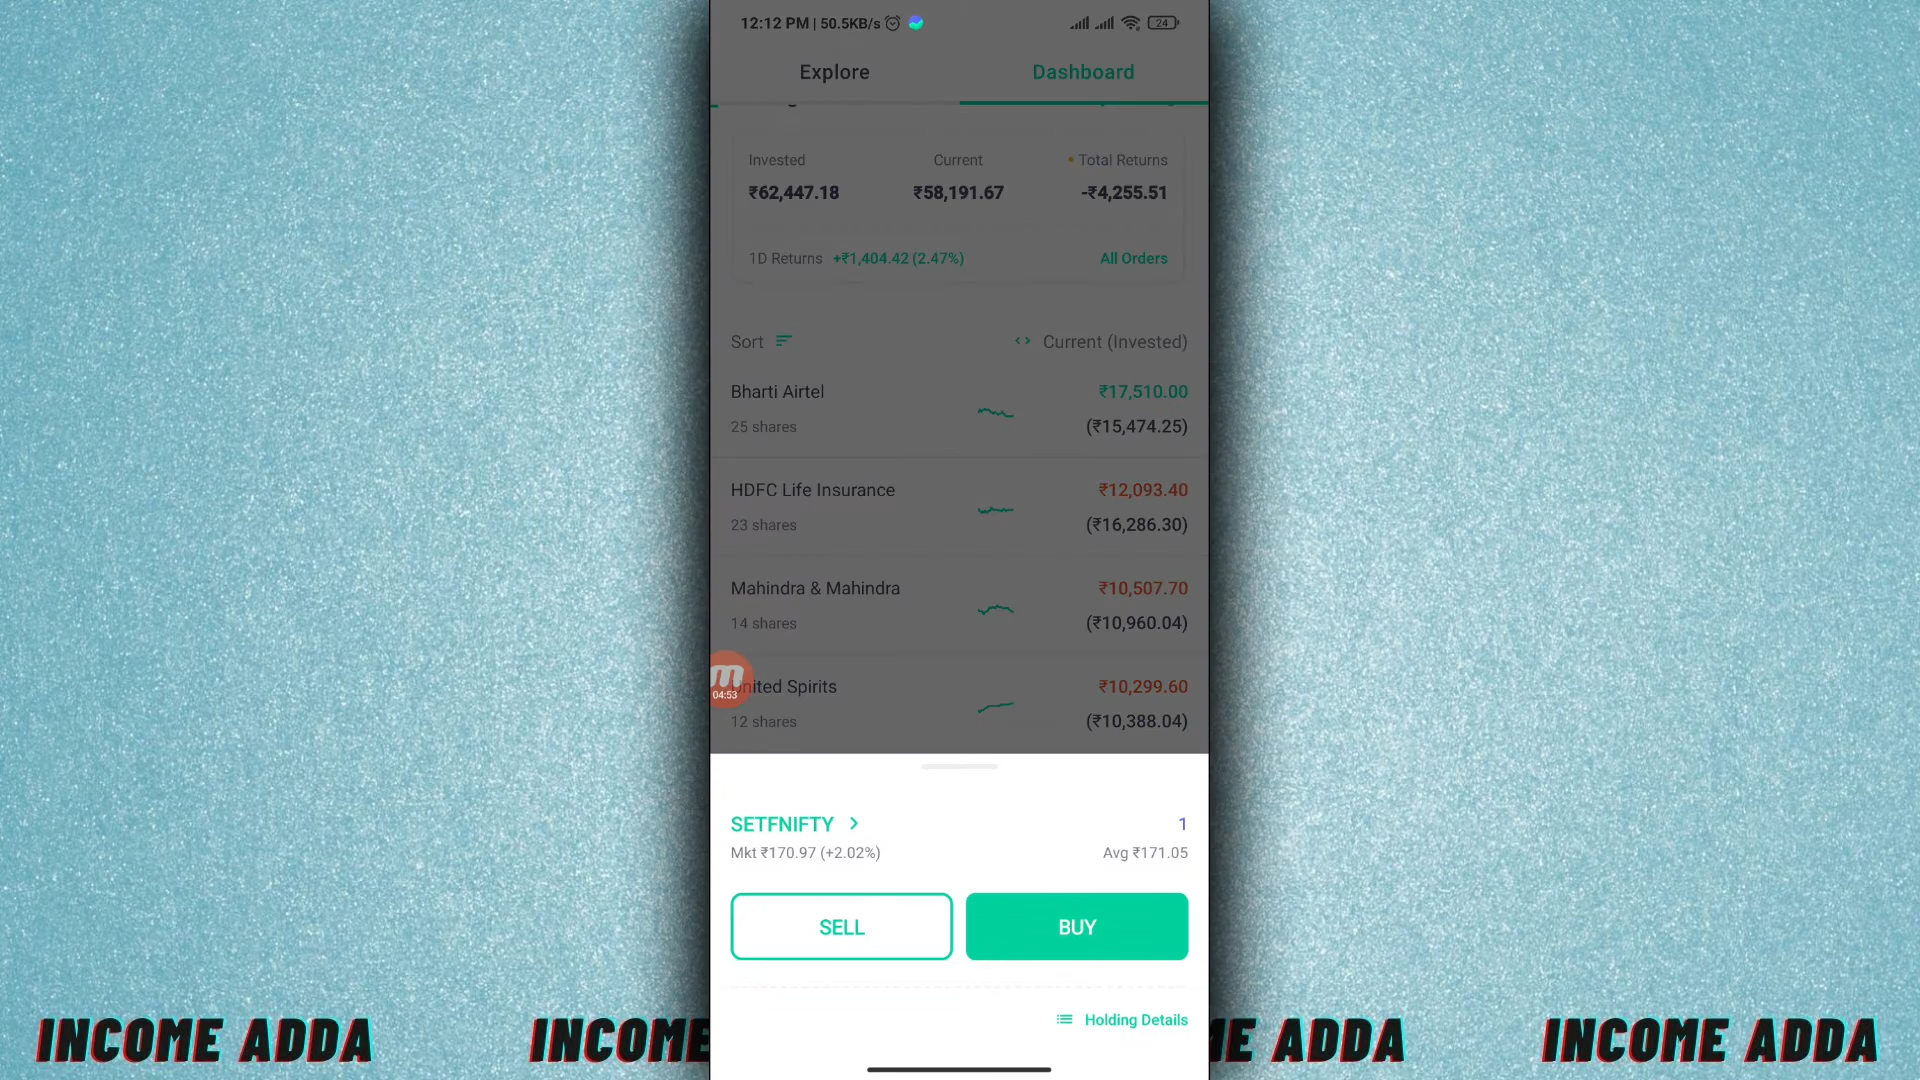 12:12 PM | 50.5KB/s 24
Explore Dashboard
Invested Current Total Returns
₹62,447.18 ₹58,191.67 -₹4,255.51
1D Returns +₹1,404.42 (2.47%) All Orders
Sort <> Current (Invested)
Bharti Airtel ₹17,510.00
25 shares (₹15,474.25)
HDFC Life Insurance ₹12,093.40
23 shares (₹16,286.30)
Mahindra & Mahindra ₹10,507.70
14 shares (₹10,960.04)
m
04:53
nited Spirits ₹10,299.60
12 shares (₹10,388.04)
SETFNIFTY > 1
Mkt ₹170.97 (+2.02%) Avg ₹171.05
SELL BUY
Holding Details
INCOME ADDA INCOME ME ADDA INCOME ADDA